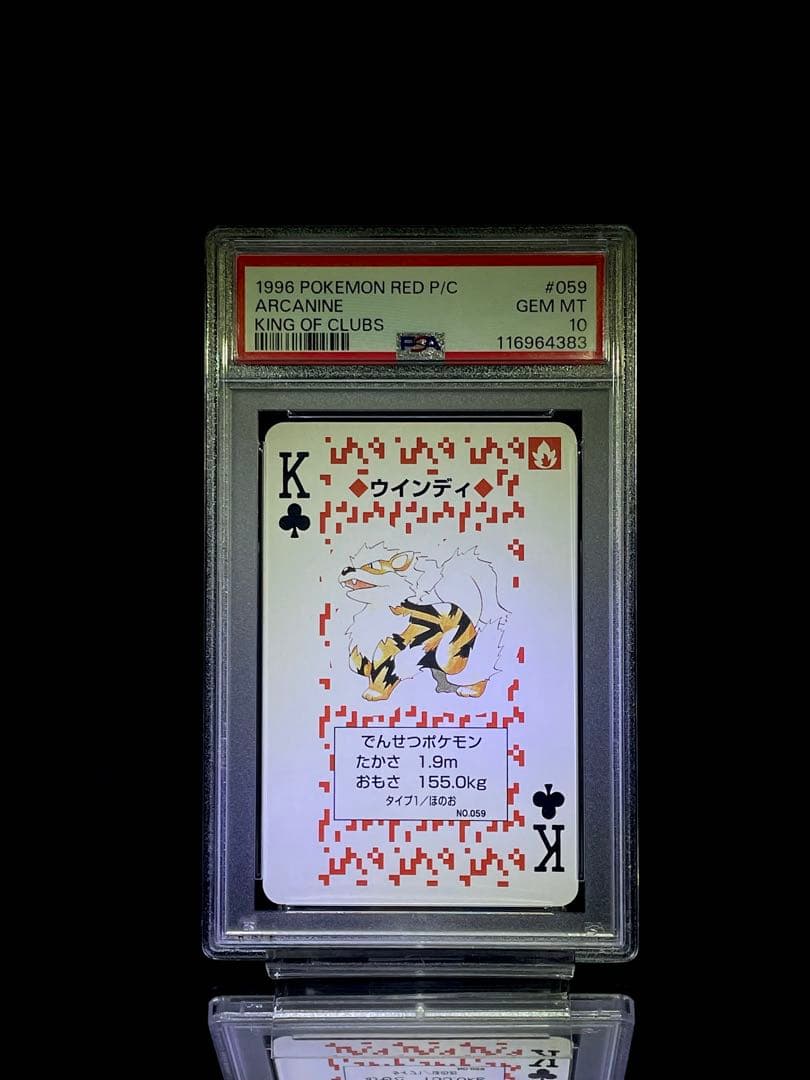 1996 POKEMON RED P/C #059
ARCANINE GEM MT
KING OF CLUBS 10
PSA 116964383
K
ウインディ
でんせつポケモン
たかさ 1.9m
おもさ 155.0kg
タイプ1/ほのお
NO.059
K